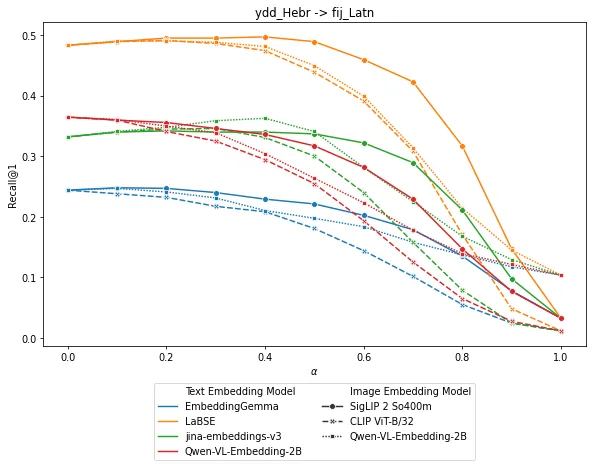 ydd_Hebr -> fij_Latn
Recall@1
0.5
0.4
0.3
0.2
0.1
0.0
0.0 0.2 0.4 0.6 0.8 1.0
α
Text Embedding Model
EmbeddingGemma
LaBSE
jina-embeddings-v3
Qwen-VL-Embedding-2B
Image Embedding Model
SigLIP 2 So400m
CLIP ViT-B/32
Qwen-VL-Embedding-2B